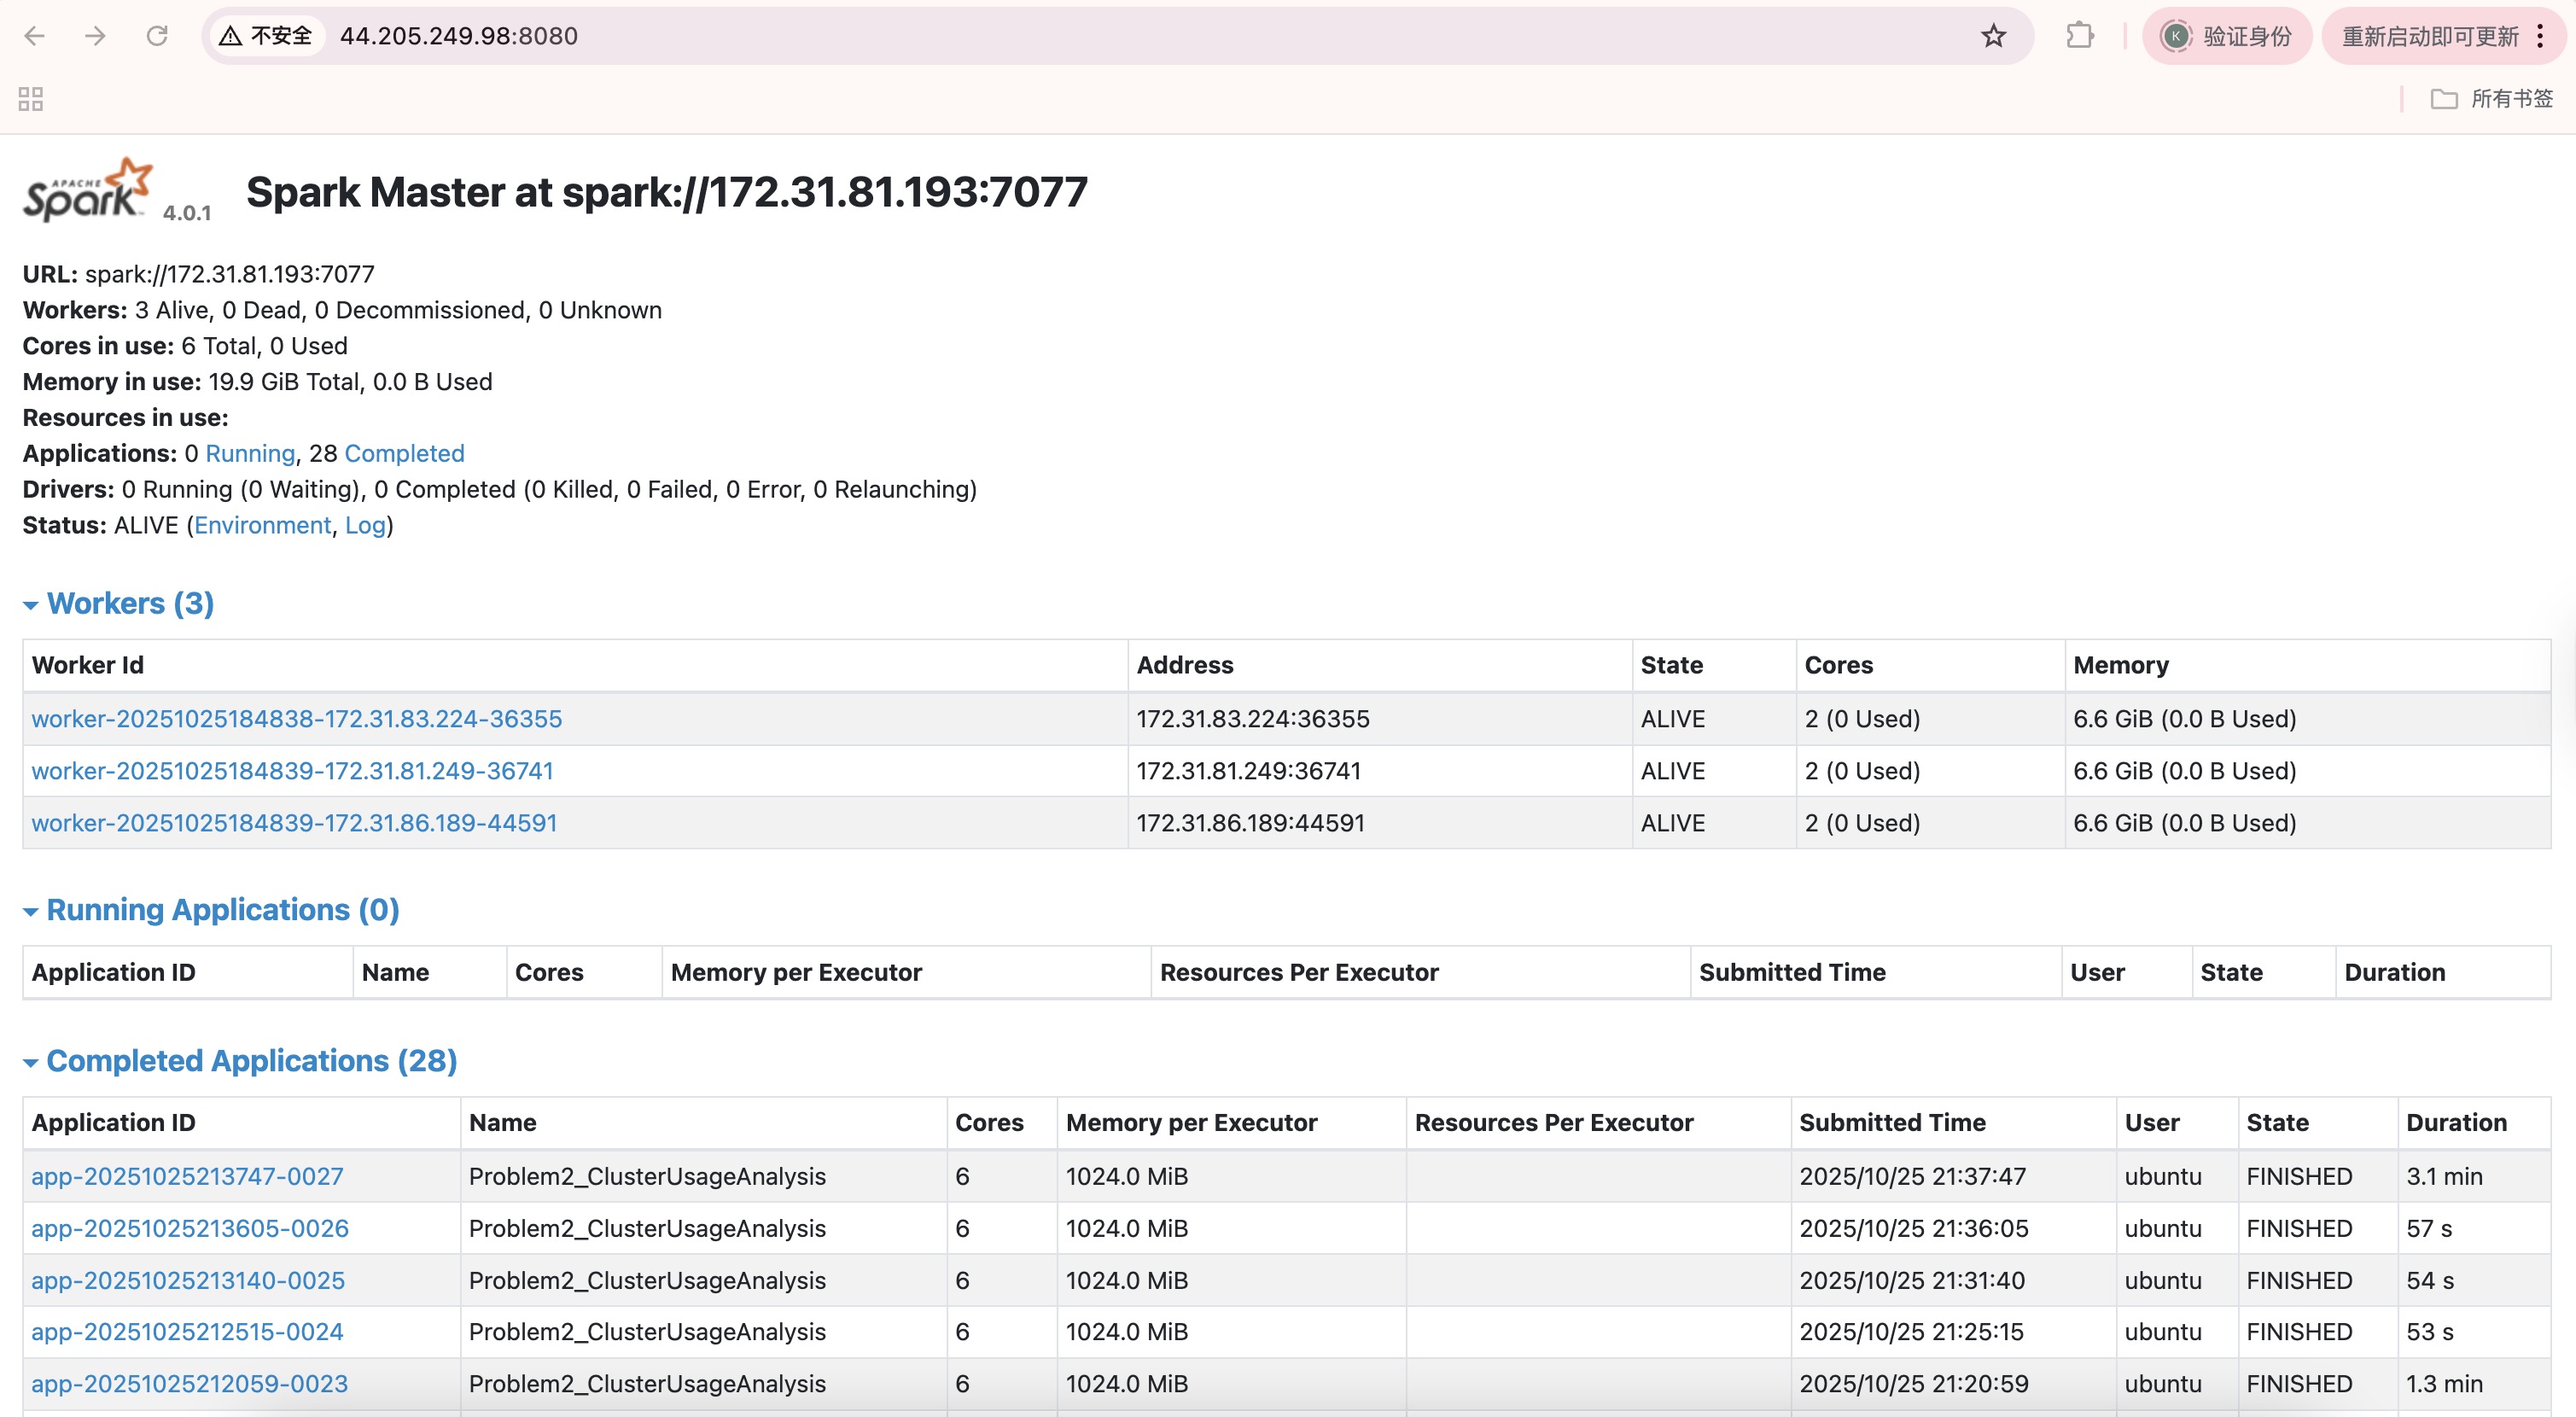 不安全 44.205.249.98:8080 K 验证身份 重新启动即可更新
所有书签
APACHE Spark 4.0.1 Spark Master at spark://172.31.81.193:7077
URL: spark://172.31.81.193:7077
Workers: 3 Alive, 0 Dead, 0 Decommissioned, 0 Unknown
Cores in use: 6 Total, 0 Used
Memory in use: 19.9 GiB Total, 0.0 B Used
Resources in use:
Applications: 0 Running, 28 Completed
Drivers: 0 Running (0 Waiting), 0 Completed (0 Killed, 0 Failed, 0 Error, 0 Relaunching)
Status: ALIVE (Environment, Log)
Workers (3)
Worker Id Address State Cores Memory
worker-20251025184838-172.31.83.224-36355 172.31.83.224:36355 ALIVE 2 (0 Used) 6.6 GiB (0.0 B Used)
worker-20251025184839-172.31.81.249-36741 172.31.81.249:36741 ALIVE 2 (0 Used) 6.6 GiB (0.0 B Used)
worker-20251025184839-172.31.86.189-44591 172.31.86.189:44591 ALIVE 2 (0 Used) 6.6 GiB (0.0 B Used)
Running Applications (0)
Application ID Name Cores Memory per Executor Resources Per Executor Submitted Time User State Duration
Completed Applications (28)
Application ID Name Cores Memory per Executor Resources Per Executor Submitted Time User State Duration
app-20251025213747-0027 Problem2_ClusterUsageAnalysis 6 1024.0 MiB 2025/10/25 21:37:47 ubuntu FINISHED 3.1 min
app-20251025213605-0026 Problem2_ClusterUsageAnalysis 6 1024.0 MiB 2025/10/25 21:36:05 ubuntu FINISHED 57 s
app-20251025213140-0025 Problem2_ClusterUsageAnalysis 6 1024.0 MiB 2025/10/25 21:31:40 ubuntu FINISHED 54 s
app-20251025212515-0024 Problem2_ClusterUsageAnalysis 6 1024.0 MiB 2025/10/25 21:25:15 ubuntu FINISHED 53 s
app-20251025212059-0023 Problem2_ClusterUsageAnalysis 6 1024.0 MiB 2025/10/25 21:20:59 ubuntu FINISHED 1.3 min